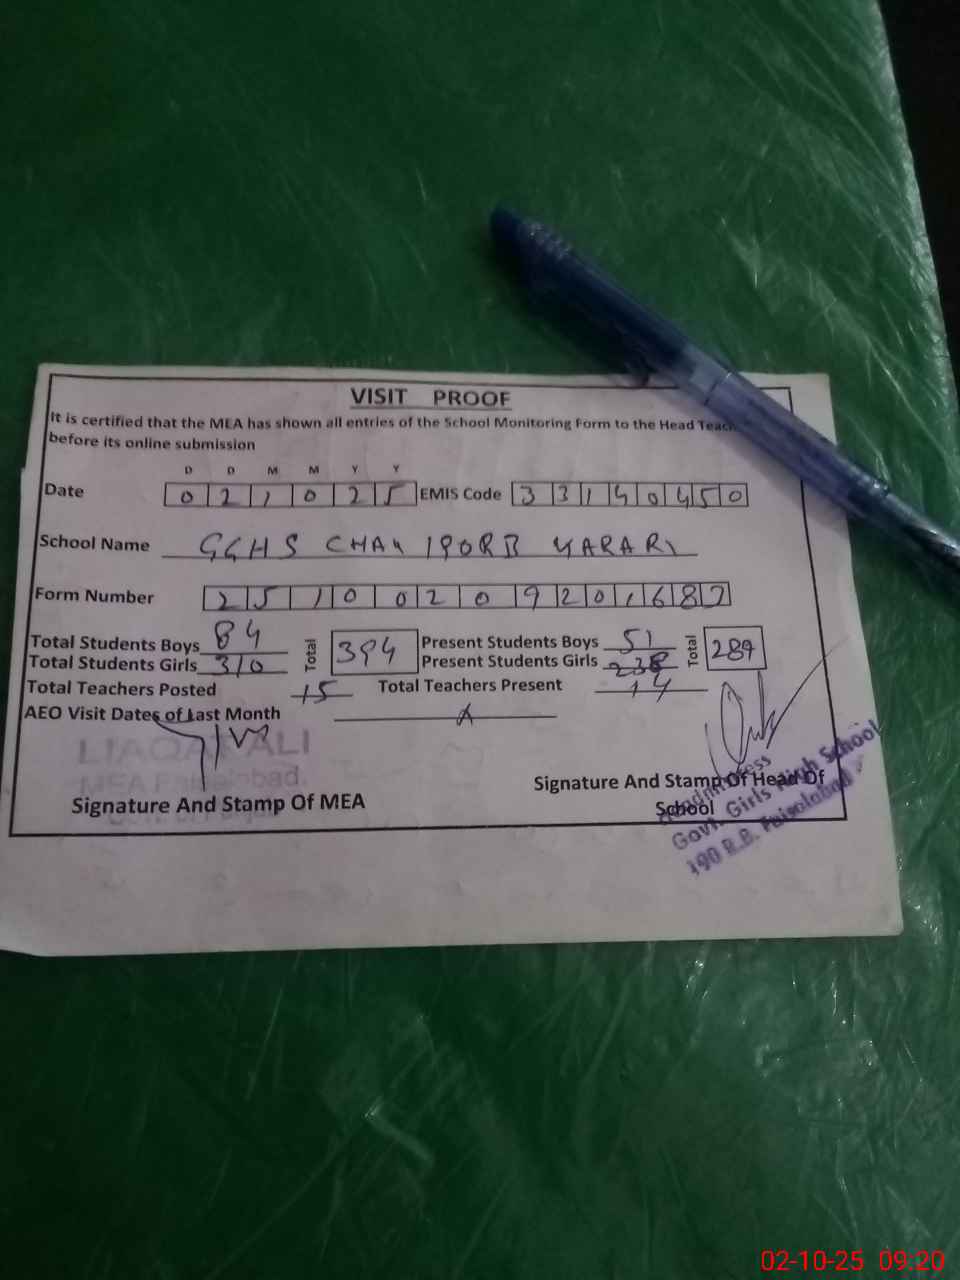 VISIT PROOF
It is certified that the MEA has shown all entries of the School Monitoring Form to the Head Teach
before its online submission
D D M M Y Y
Date 0 2 1 0 2 5 EMIS Code 3 3 1 4 0 4 5 0
School Name GGHS CHAK 190RB KARARI
Form Number 2 5 1 0 0 2 0 9 2 0 1 6 8 7
Total Students Boys 84 Total 394 Present Students Boys 51 Total 289
Total Students Girls 310 Present Students Girls 238
Total Teachers Posted 15 Total Teachers Present 14
AEO Visit Dates of Last Month x
LIAQAT ALI
MEA Faisalabad
Signature And Stamp Of MEA
Signature And Stamp Of Head Of
School
Headmistress
Govt. Girls High School
190 R.B. Faisalabad
02-10-25 09:20